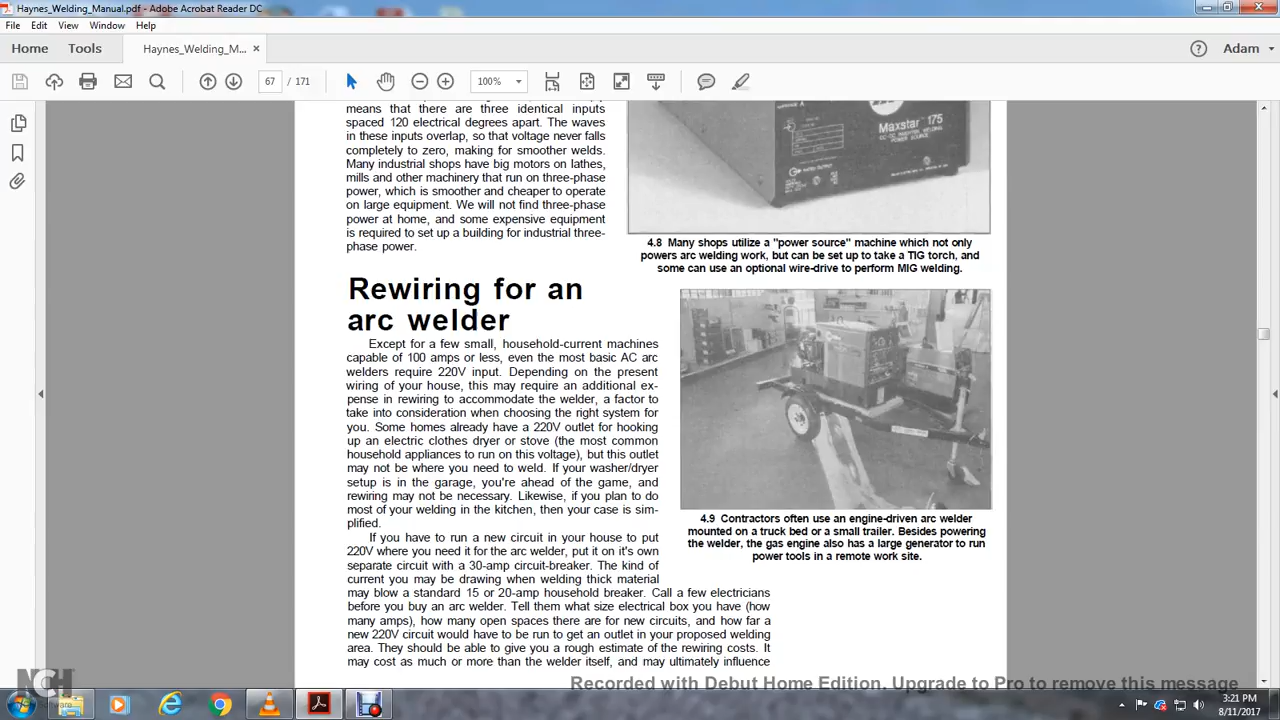 Haynes_Welding_Manual.pdf - Adobe Acrobat Reader DC
File Edit View Window Help
Home Tools Haynes_Welding_M... × Adam
67 / 171 100%
means that there are three identical inputs
spaced 120 electrical degrees apart. The waves
in these inputs overlap, so that voltage never falls
completely to zero, making for smoother welds.
Many industrial shops have big motors on lathes,
mills and other machinery that run on three-phase
power, which is smoother and cheaper to operate
on large equipment. We will not find three-phase
power at home, and some expensive equipment
is required to set up a building for industrial three-
phase power.
Maxstar 175
4.8 Many shops utilize a "power source" machine which not only
powers arc welding work, but can be set up to take a TIG torch, and
some can use an optional wire-drive to perform MIG welding.
Rewiring for an
arc welder
Except for a few small, household-current machines
capable of 100 amps or less, even the most basic AC arc
welders require 220V input. Depending on the present
wiring of your house, this may require an additional ex-
pense in rewiring to accommodate the welder, a factor to
take into consideration when choosing the right system for
you. Some homes already have a 220V outlet for hooking
up an electric clothes dryer or stove (the most common
household appliances to run on this voltage), but this outlet
may not be where you need to weld. If your washer/dryer
setup is in the garage, you're ahead of the game, and
rewiring may not be necessary. Likewise, if you plan to do
most of your welding in the kitchen, then your case is sim-
plified.
If you have to run a new circuit in your house to put
220V where you need it for the arc welder, put it on it's own
separate circuit with a 30-amp circuit-breaker. The kind of
current you may be drawing when welding thick material
may blow a standard 15 or 20-amp household breaker. Call a few electricians
before you buy an arc welder. Tell them what size electrical box you have (how
many amps), how many open spaces there are for new circuits, and how far a
new 220V circuit would have to be run to get an outlet in your proposed welding
area. They should be able to give you a rough estimate of the rewiring costs. It
may cost as much or more than the welder itself, and may ultimately influence
4.9 Contractors often use an engine-driven arc welder
mounted on a truck bed or a small trailer. Besides powering
the welder, the gas engine also has a large generator to run
power tools in a remote work site.
NCH
Recorded with Debut Home Edition. Upgrade to Pro to remove this message
3:21 PM
8/11/2017